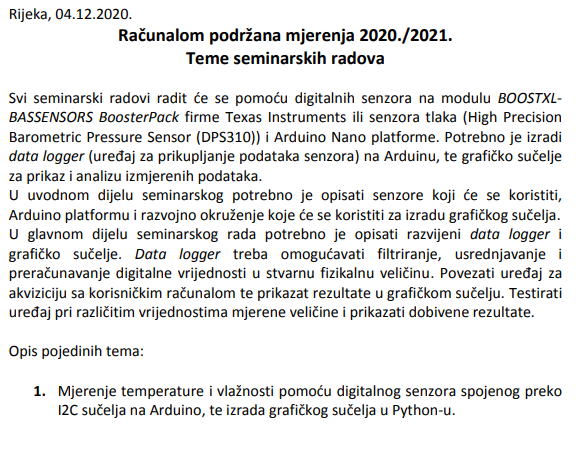 Rijeka, 04.12.2020.
Računalom podržana mjerenja 2020./2021.
Teme seminarskih radova
Svi seminarski radovi radit će se pomoću digitalnih senzora na modulu BOOSTXL-
BASSENSORS BoosterPack firme Texas Instruments ili senzora tlaka (High Precision
Barometric Pressure Sensor (DPS310)) i Arduino Nano platforme. Potrebno je izradi
data logger (uređaj za prikupljanje podataka senzora) na Arduinu, te grafičko sučelje
za prikaz i analizu izmjerenih podataka.
U uvodnom dijelu seminarskog potrebno je opisati senzore koji će se koristiti,
Arduino platformu i razvojno okruženje koje će se koristiti za izradu grafičkog sučelja.
U glavnom dijelu seminarskog rada potrebno je opisati razvijeni data logger i
grafičko sučelje. Data logger treba omogućavati filtriranje, usrednjavanje i
preračunavanje digitalne vrijednosti u stvarnu fizikalnu veličinu. Povezati uređaj za
akviziciju sa korisničkim računalom te prikazat rezultate u grafičkom sučelju. Testirati
uređaj pri različitim vrijednostima mjerene veličine i prikazati dobivene rezultate.
Opis pojedinih tema:
1. Mjerenje temperature i vlažnosti pomoću digitalnog senzora spojenog preko
I2C sučelja na Arduino, te izrada grafičkog sučelja u Python-u.